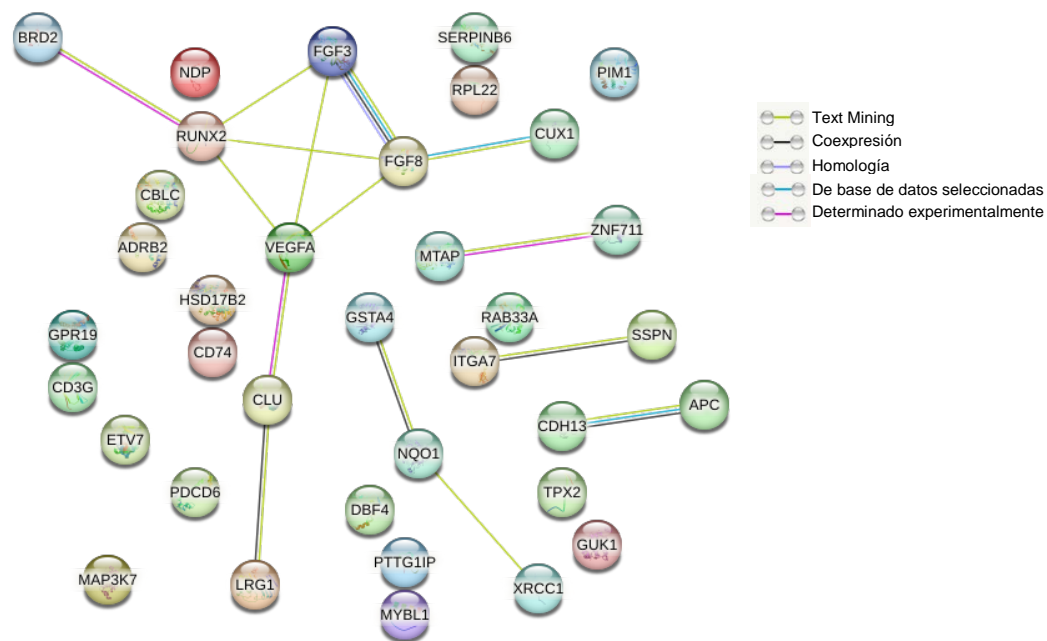 BRD2
NDP
FGF3
SERPINB6
RPL22
PIM1
RUNX2
FGF8
CUX1
CBLC
ADRB2
VEGFA
MTAP
ZNF711
HSD17B2
GPR19
CD74
GSTA4
RAB33A
SSPN
ITGA7
CD3G
CLU
APC
CDH13
ETV7
NQO1
PDCD6
DBF4
TPX2
GUK1
MAP3K7
LRG1
PTTG1IP
XRCC1
MYBL1
Text Mining
Coexpresión
Homología
De base de datos seleccionadas
Determinado experimentalmente